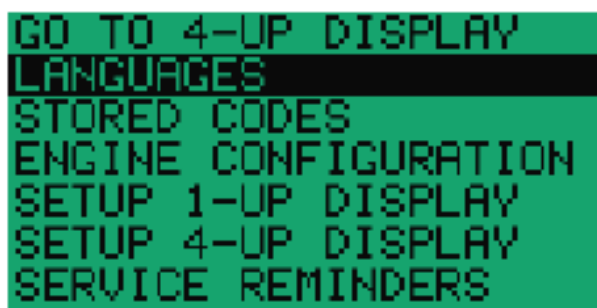 GO TO 4-UP DISPLAY
LANGUAGES
STORED CODES
ENGINE CONFIGURATION
SETUP 1-UP DISPLAY
SETUP 4-UP DISPLAY
SERVICE REMINDERS